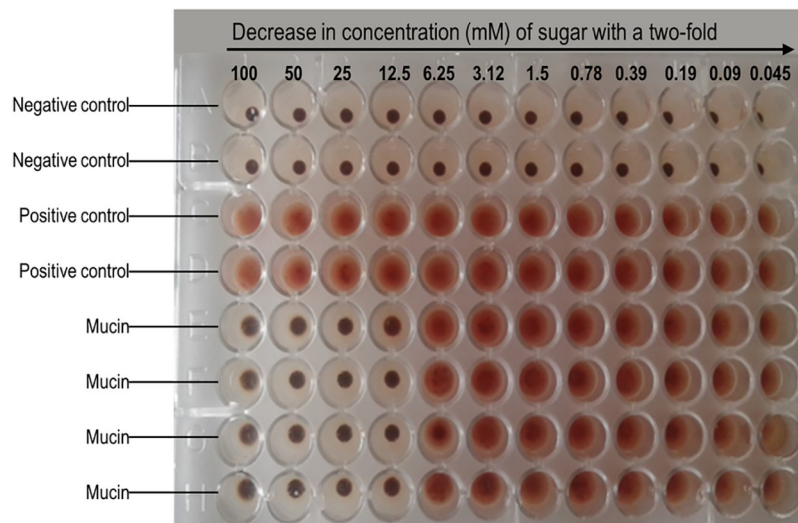 Decrease in concentration (mM) of sugar with a two-fold
100 50 25 12.5 6.25 3.12 1.5 0.78 0.39 0.19 0.09 0.045
Negative control
Negative control
Positive control
Positive control
Mucin
Mucin
Mucin
Mucin